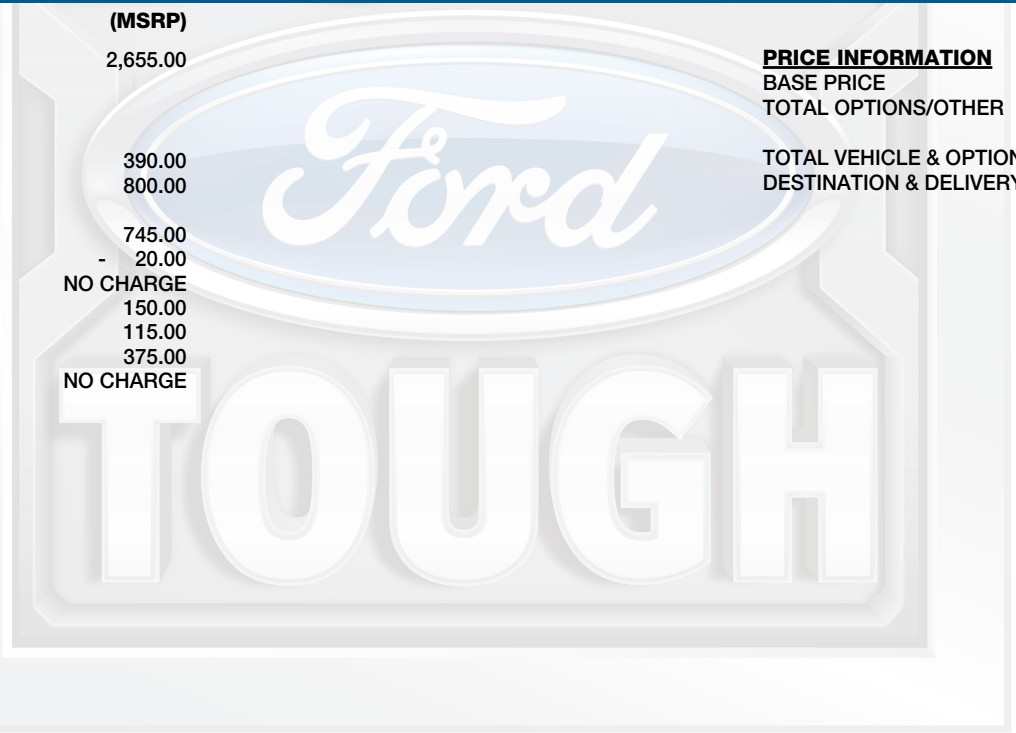 (MSRP)
2,655.00
390.00
800.00
745.00
- 20.00
NO CHARGE
150.00
115.00
375.00
NO CHARGE
PRICE INFORMATION
BASE PRICE
TOTAL OPTIONS/OTHER
TOTAL VEHICLE & OPTION
DESTINATION & DELIVERY
Ford
TOUGH